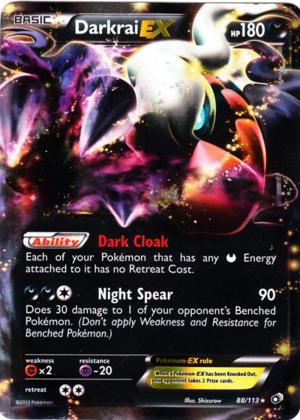 BASIC Darkrai EX HP180
Ability Dark Cloak
Each of your Pokémon that has any Energy
attached to it has no Retreat Cost.
Night Spear 90
Does 30 damage to 1 of your opponent's Benched
Pokémon. (Don't apply Weakness and Resistance for
Benched Pokémon.)
weakness resistance
×2 -20
Pokémon-EX rule
When a Pokémon-EX has been Knocked Out,
your opponent takes 2 Prize cards.
retreat
©2013 Pokémon Illus. Shizurow 88/113